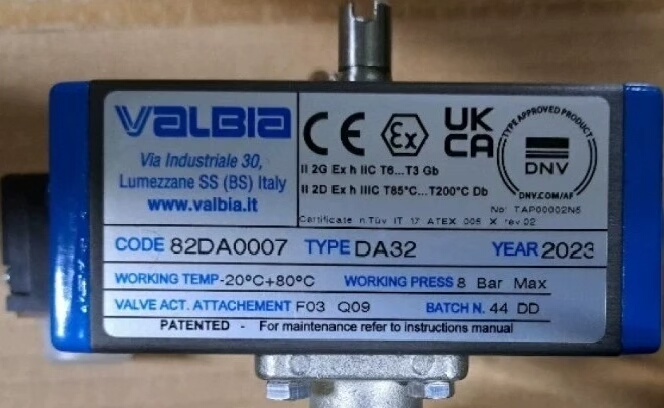 VALBIA
Via Industriale 30,
Lumezzane SS (BS) Italy
www.valbia.it
CE Ex UK CA
II 2G Ex h IIC T6...T3 Gb
II 2D Ex h IIIC T85°C...T200°C Db
TYPE APPROVED PRODUCT
DNV
DNV.COM/AF
No: TAP00002N5
Certificate n.Tüv IT 17 ATEX 005 X rev.02
CODE 82DA0007 TYPE DA32 YEAR 2023
WORKING TEMP -20°C+80°C WORKING PRESS 8 Bar Max
VALVE ACT. ATTACHEMENT F03 Q09 BATCH N. 44 DD
PATENTED - For maintenance refer to instructions manual